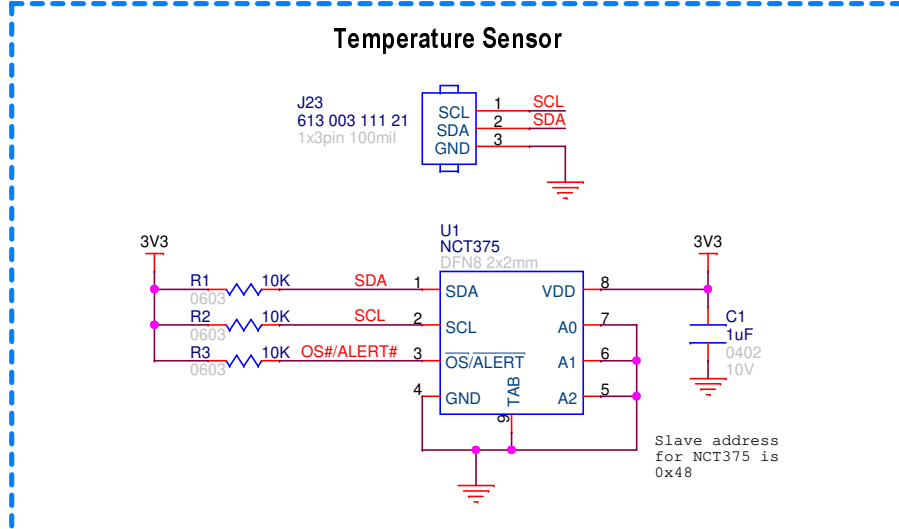 Temperature Sensor
J23
613 003 111 21
1x3pin 100mil
SCL 1 SCL
SDA 2 SDA
GND 3
U1
NCT375
DFN8 2x2mm
3V3
3V3
R1 10K SDA 1 SDA VDD 8
0603
R2 10K SCL 2 SCL A0 7
0603
R3 10K OS#/ALERT# 3 OS/ALERT A1 6
0603
4 GND TAB A2 5
9
C1
1uF
0402
10V
Slave address
for NCT375 is
0x48